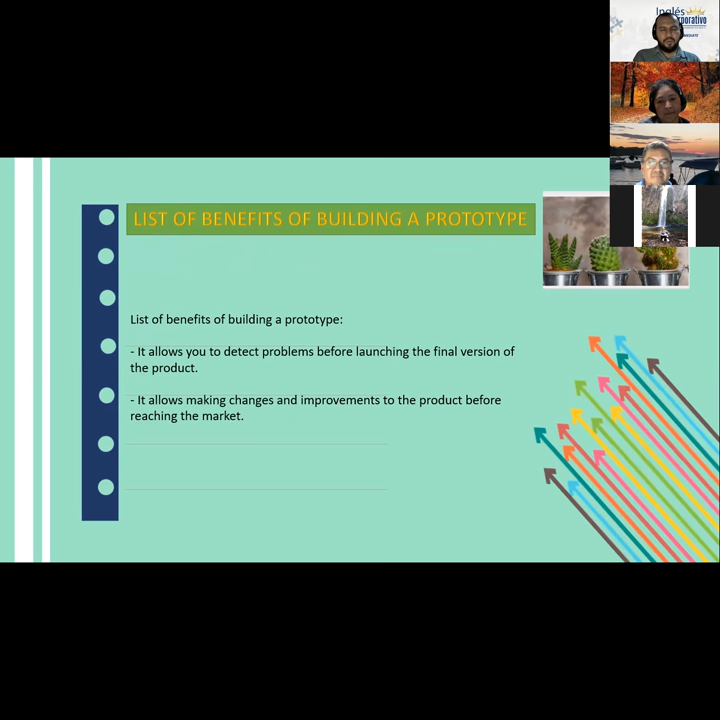 Inglés
LIST OF BENEFITS OF BUILDING A PROTOTYPE
List of benefits of building a prototype:
- It allows you to detect problems before launching the final version of
the product.
- It allows making changes and improvements to the product before
reaching the market.